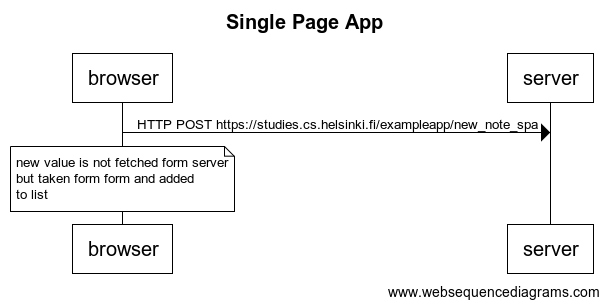 Single Page App
browser
server
HTTP POST https://studies.cs.helsinki.fi/exampleapp/new_note_spa
new value is not fetched form server
but taken form form and added
to list
browser
server
www.websequencediagrams.com